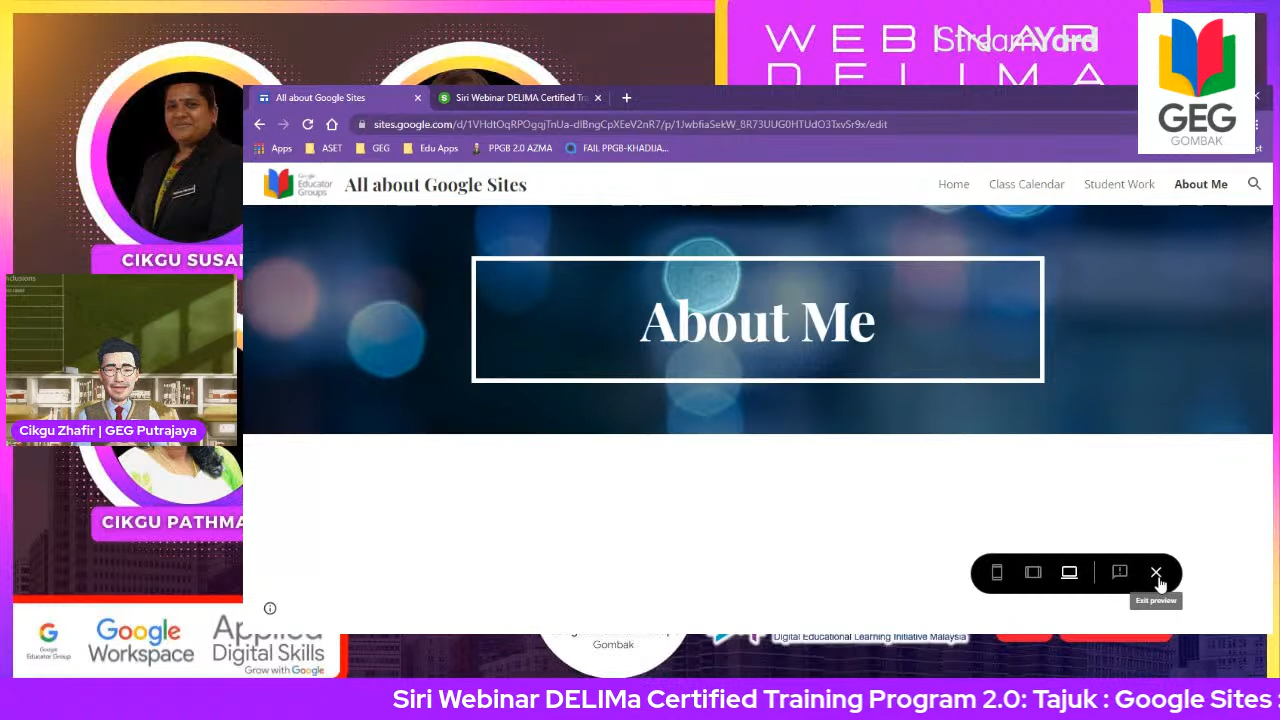 WEBINAR
DELIMA
StreamYard
GEG
GOMBAK
All about Google Sites
Siri Webinar DELIMA Certified Tr
sites.google.com/d/1VHdtOqRPOgqjTnUa-dlBngCpXEeV2nR7/p/1JwbfiaSekW_8R73UUG0HTUdO3TxvSr9x/edit
Apps
ASET
GEG
Edu Apps
PPGB 2.0 AZMA
FAIL PPGB-KHADIJA...
Google
Educator
Groups
All about Google Sites
Home
Class Calendar
Student Work
About Me
About Me
CIKGU SUSAN
nclusions
Cikgu Zhafir | GEG Putrajaya
CIKGU PATHMA
Exit preview
Google
Educator Group
Google
Workspace
Applied
Digital Skills
Grow with Google
Gombak
Digital Educational Learning Initiative Malaysia
Siri Webinar DELIMa Certified Training Program 2.0: Tajuk : Google Sites :